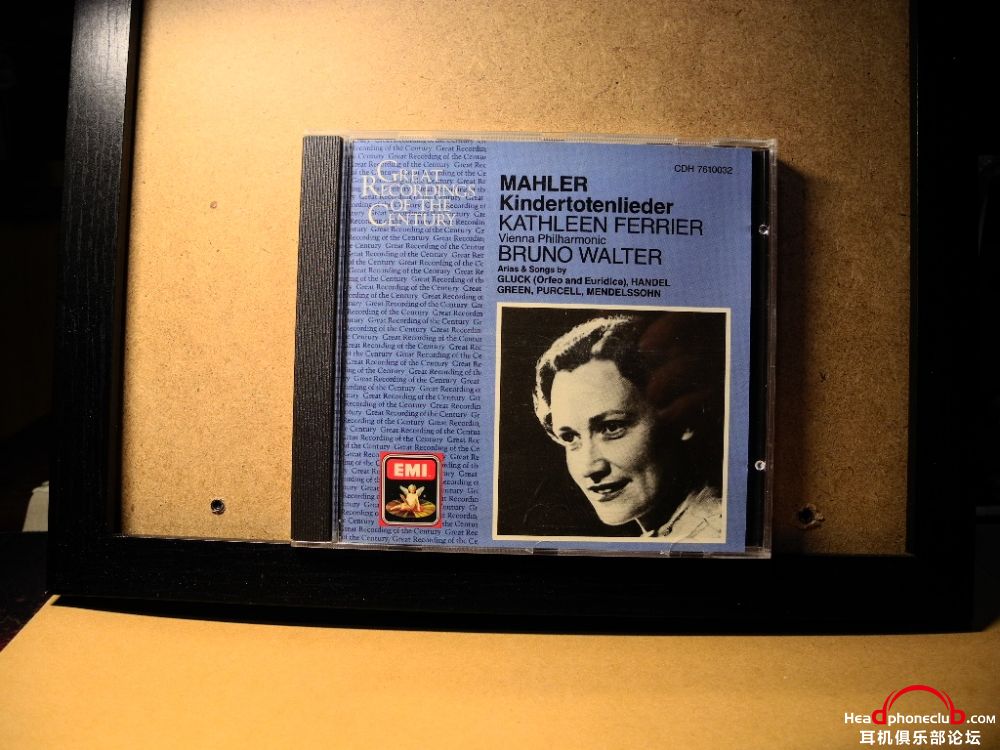 GREAT
RECORDINGS
OF THE
CENTURY
CDH 7610032
MAHLER
Kindertotenlieder
KATHLEEN FERRIER
Vienna Philharmonic
BRUNO WALTER
Arias & Songs by
GLUCK (Orfeo and Euridice), HANDEL
GREEN, PURCELL, MENDELSSOHN
EMI
Headphoneclub.com
耳机俱乐部论坛